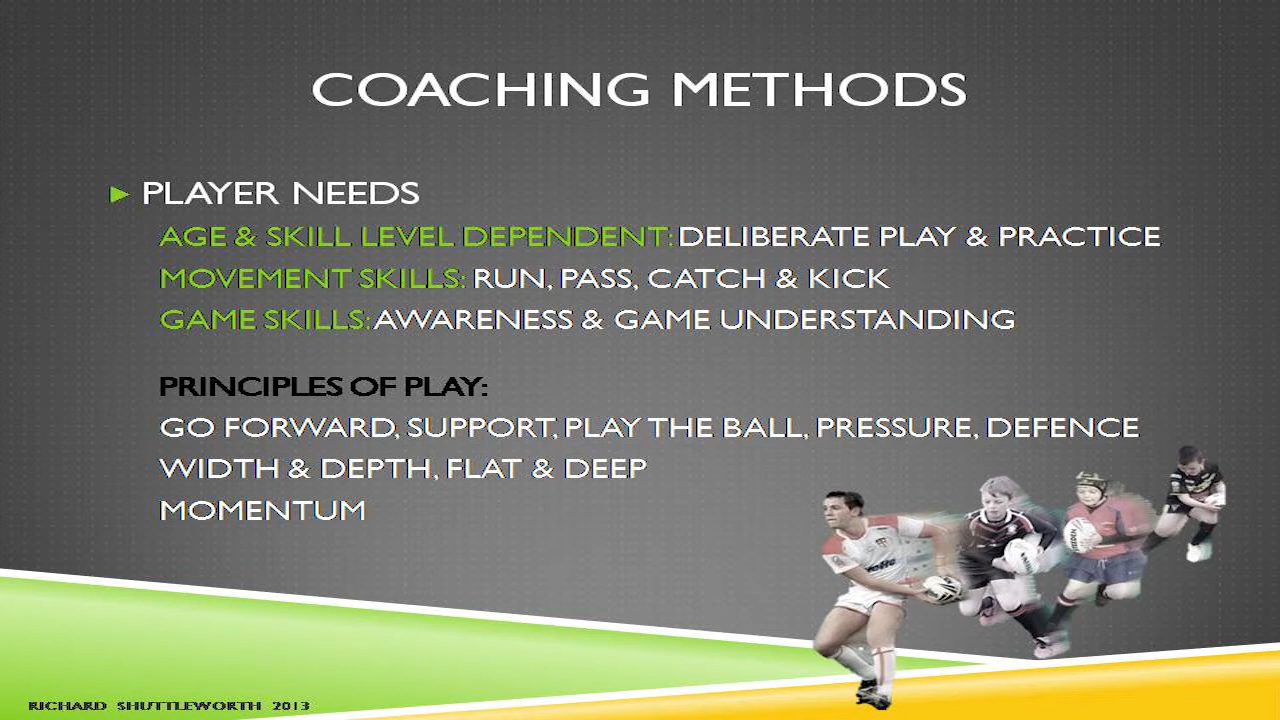 COACHING METHODS
► PLAYER NEEDS
AGE & SKILL LEVEL DEPENDENT: DELIBERATE PLAY & PRACTICE
MOVEMENT SKILLS: RUN, PASS, CATCH & KICK
GAME SKILLS: AWARENESS & GAME UNDERSTANDING
PRINCIPLES OF PLAY:
GO FORWARD, SUPPORT, PLAY THE BALL, PRESSURE, DEFENCE
WIDTH & DEPTH, FLAT & DEEP
MOMENTUM
RICHARD SHUTTLEWORTH 2013